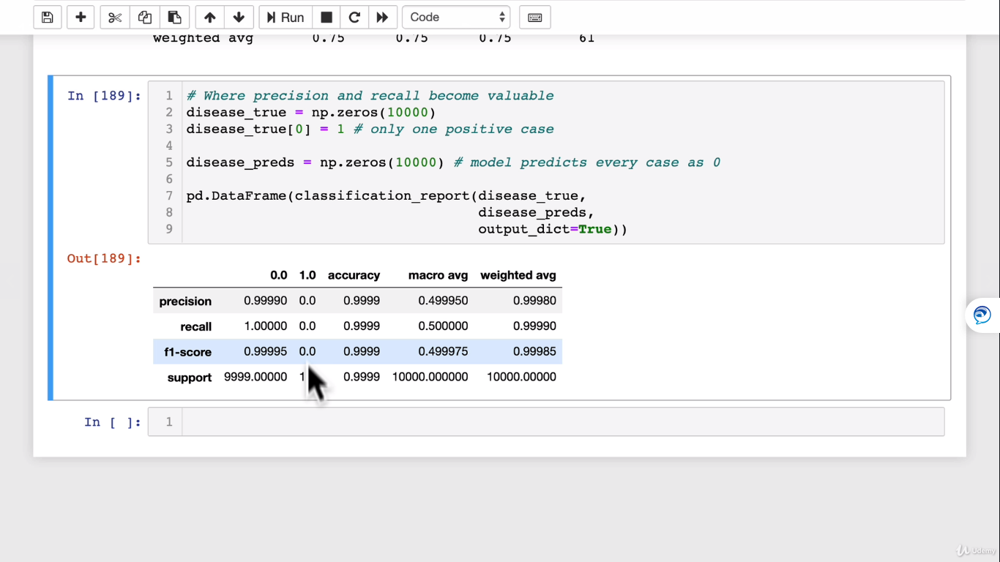 Run
Code
weighted avg 0.75 0.75 0.75 61
In [189]:
1 # Where precision and recall become valuable
2 disease_true = np.zeros(10000)
3 disease_true[0] = 1 # only one positive case
4
5 disease_preds = np.zeros(10000) # model predicts every case as 0
6
7 pd.DataFrame(classification_report(disease_true,
8 disease_preds,
9 output_dict=True))
Out[189]:
0.0 1.0 accuracy macro avg weighted avg
precision 0.99990 0.0 0.9999 0.499950 0.99980
recall 1.00000 0.0 0.9999 0.500000 0.99990
f1-score 0.99995 0.0 0.9999 0.499975 0.99985
support 9999.00000 1 0.9999 10000.000000 10000.00000
In [ ]: 1
Udemy